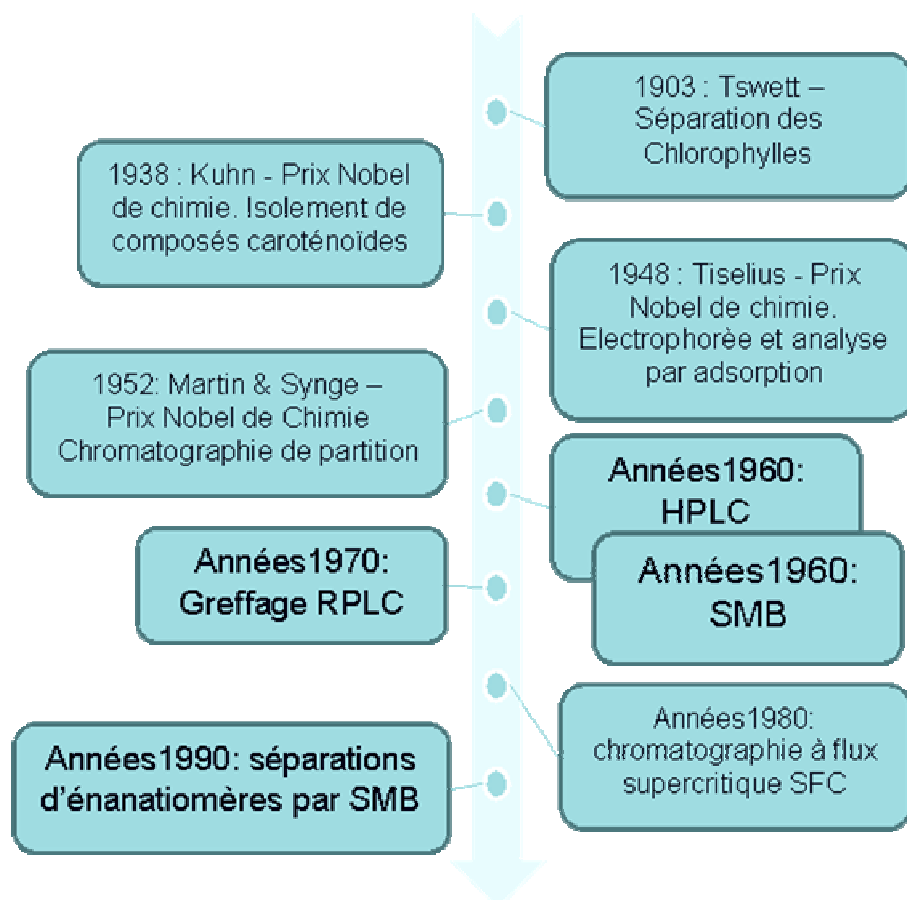 1903 : Tswett –
Séparation des
Chlorophylles
1938 : Kuhn - Prix Nobel
de chimie. Isolement de
composés caroténoïdes
1948 : Tiselius - Prix
Nobel de chimie.
Electrophorèe et analyse
par adsorption
1952: Martin & Synge –
Prix Nobel de Chimie
Chromatographie de partition
Années1960:
HPLC
Années1960:
SMB
Années1970:
Greffage RPLC
Années1980:
chromatographie à flux
supercritique SFC
Années1990: séparations
d'énanatiomères par SMB